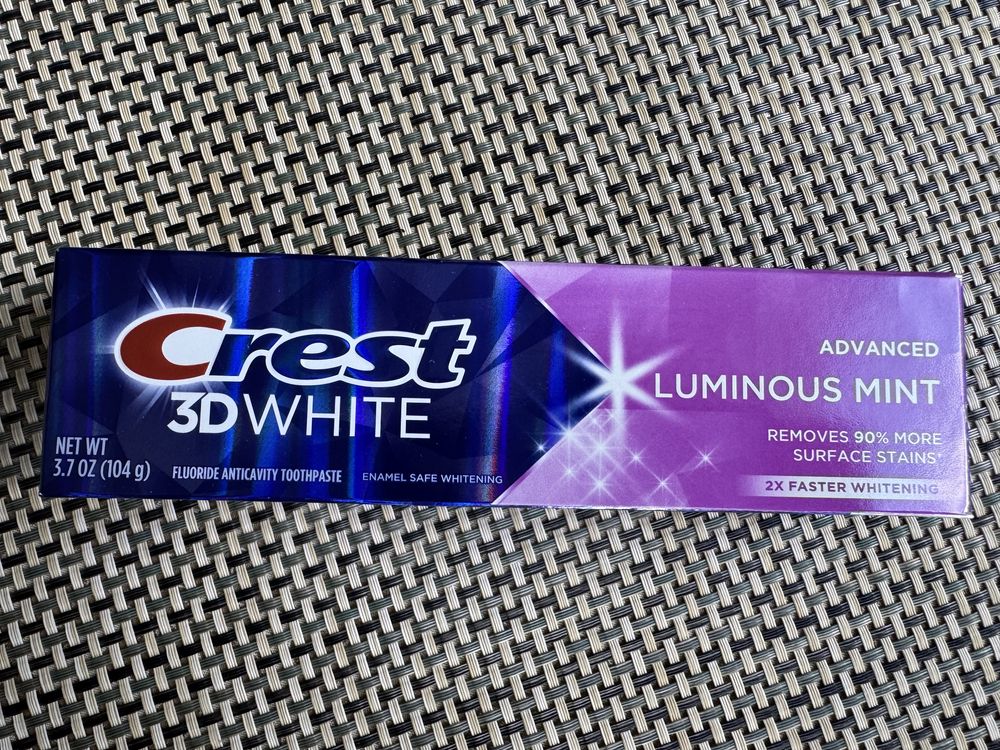 Crest
3D WHITE
NET WT
3.7 OZ (104 g)
FLUORIDE ANTICAVITY TOOTHPASTE
ENAMEL SAFE WHITENING
ADVANCED
LUMINOUS MINT
REMOVES 90% MORE
SURFACE STAINS*
2X FASTER WHITENING